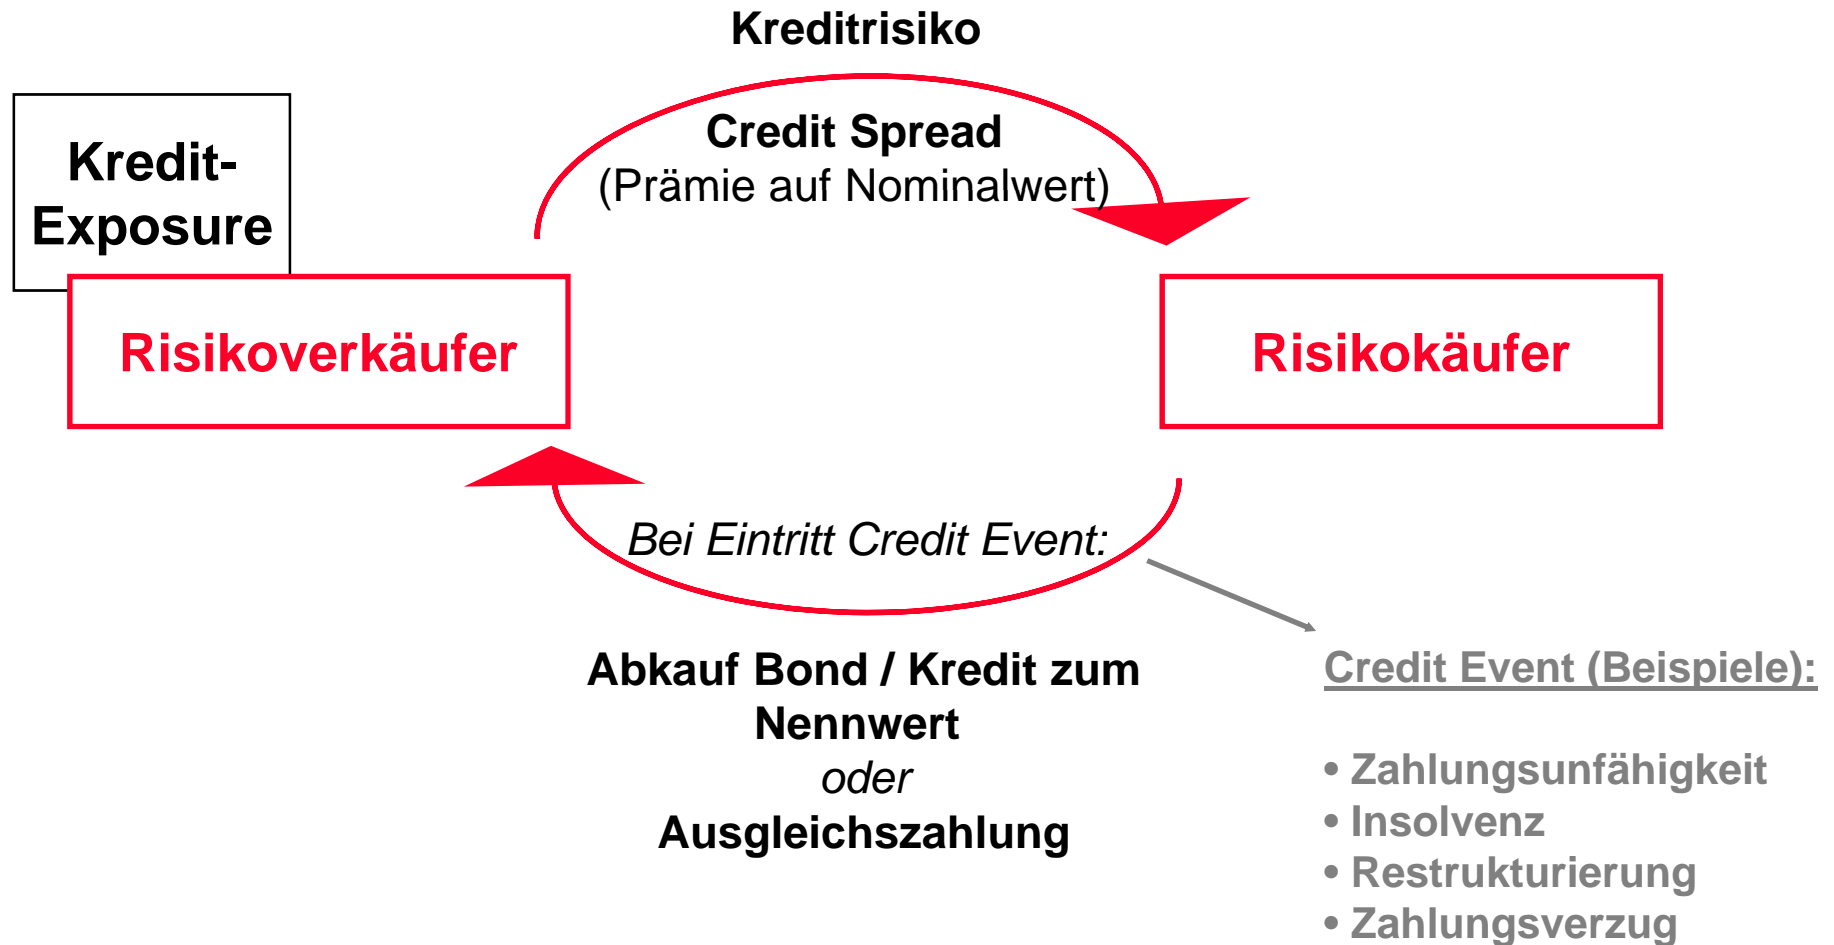 Kreditrisiko
Credit Spread
(Prämie auf Nominalwert)
Kredit-
Exposure
Risikoverkäufer
Risikokäufer
Bei Eintritt Credit Event:
Abkauf Bond / Kredit zum
Nennwert
oder
Ausgleichszahlung
Credit Event (Beispiele):
• Zahlungsunfähigkeit
• Insolvenz
• Restrukturierung
• Zahlungsverzug